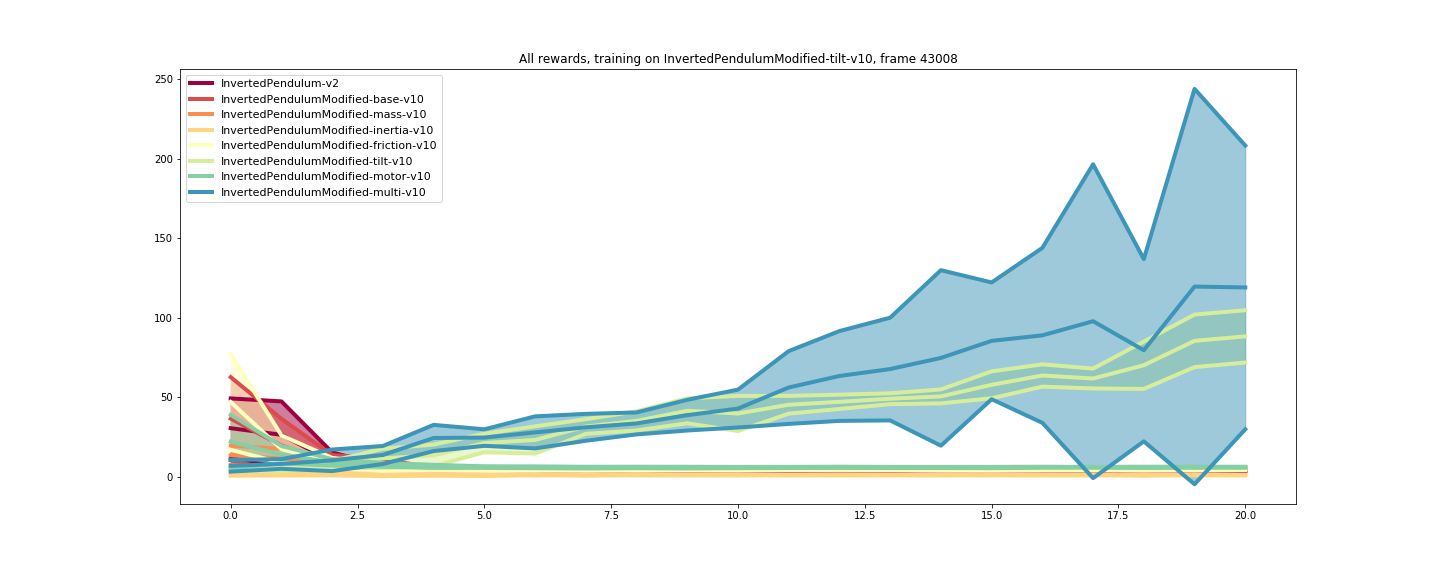 All rewards, training on InvertedPendulumModified-tilt-v10, frame 43008
InvertedPendulum-v2
InvertedPendulumModified-base-v10
InvertedPendulumModified-mass-v10
InvertedPendulumModified-inertia-v10
InvertedPendulumModified-friction-v10
InvertedPendulumModified-tilt-v10
InvertedPendulumModified-motor-v10
InvertedPendulumModified-multi-v10
250
200
150
100
50
0
0.0 2.5 5.0 7.5 10.0 12.5 15.0 17.5 20.0